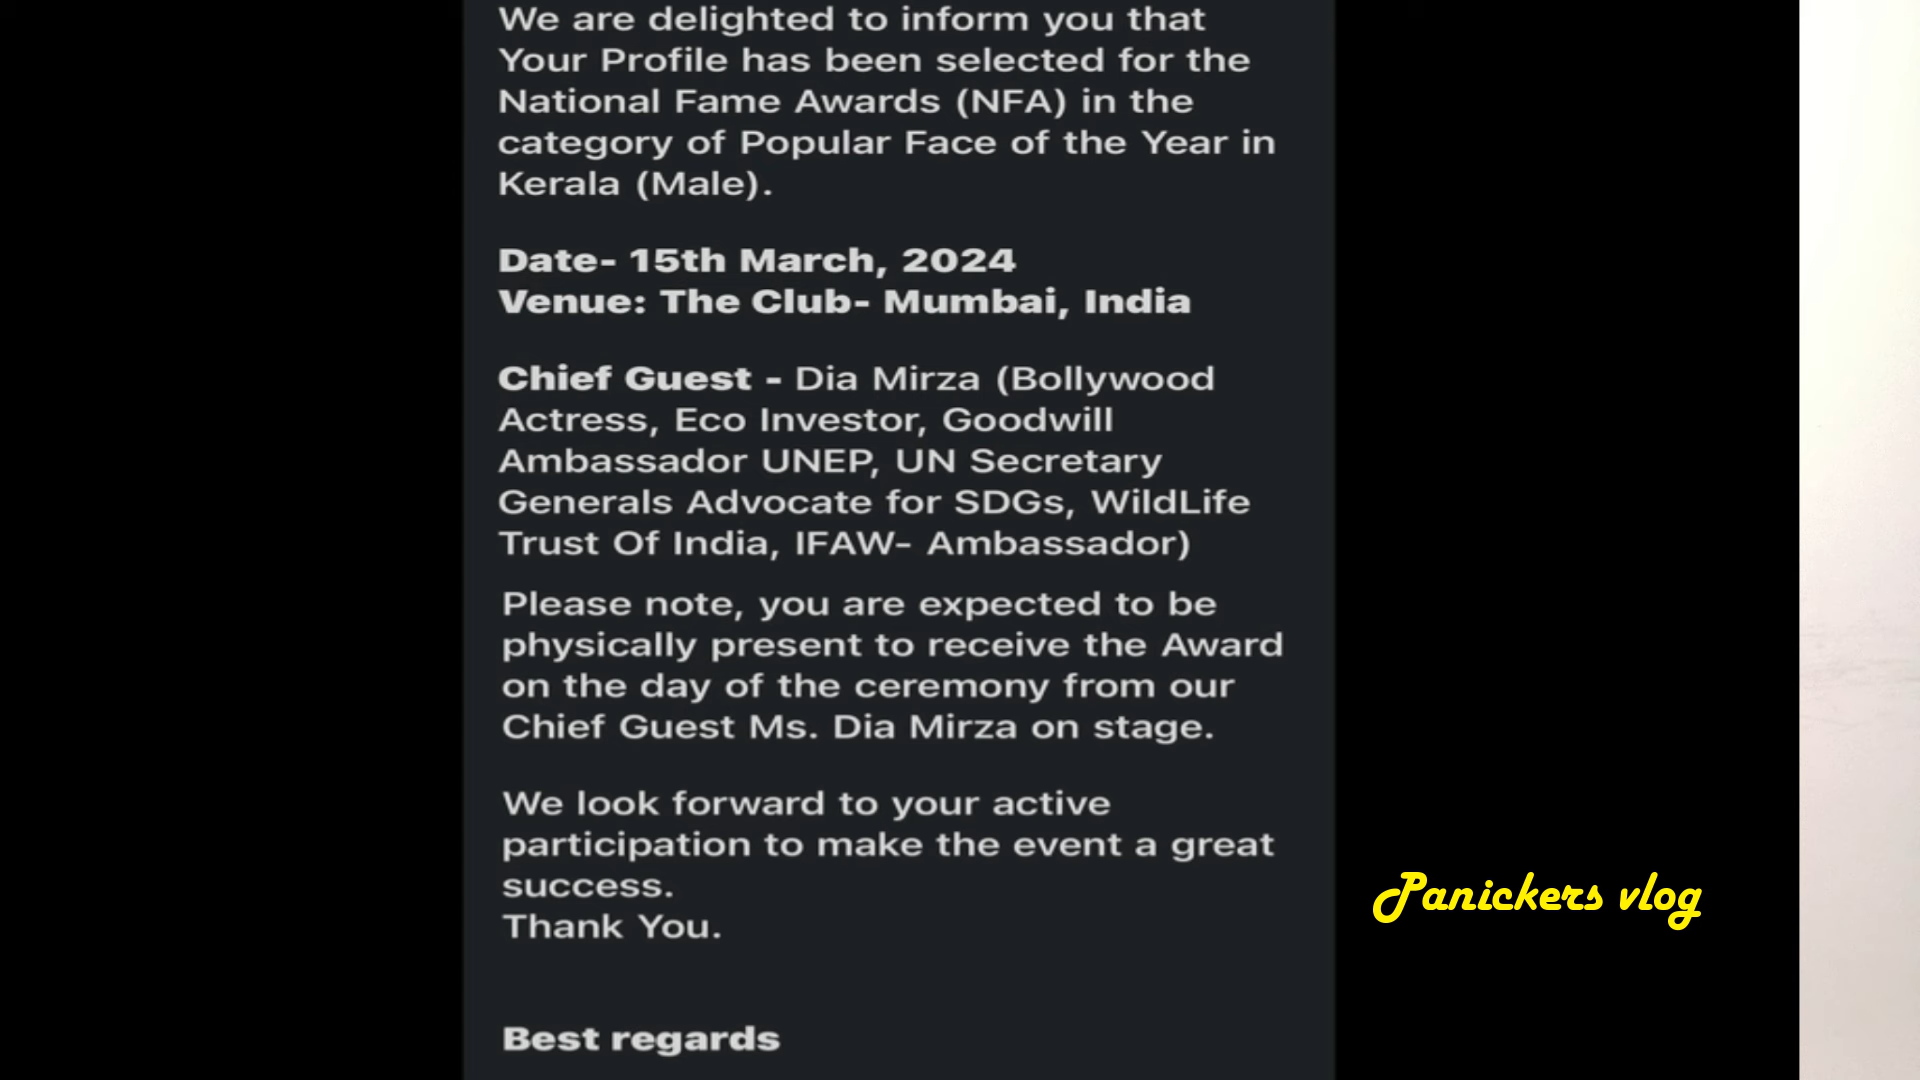 We are delighted to inform you that
Your Profile has been selected for the
National Fame Awards (NFA) in the
category of Popular Face of the Year in
Kerala (Male).
Date- 15th March, 2024
Venue: The Club- Mumbai, India
Chief Guest - Dia Mirza (Bollywood
Actress, Eco Investor, Goodwill
Ambassador UNEP, UN Secretary
Generals Advocate for SDGs, WildLife
Trust Of India, IFAW- Ambassador)
Please note, you are expected to be
physically present to receive the Award
on the day of the ceremony from our
Chief Guest Ms. Dia Mirza on stage.
We look forward to your active
participation to make the event a great
success.
Thank You.
Panickers vlog
Best regards